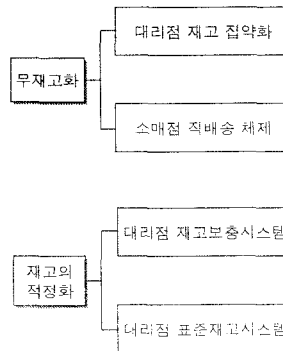 대리점 재고 집약화
무재고화
소매점 직배송 체제
대리점 재고보충시스템
재고의
적정화
대리점 표준재고시스템